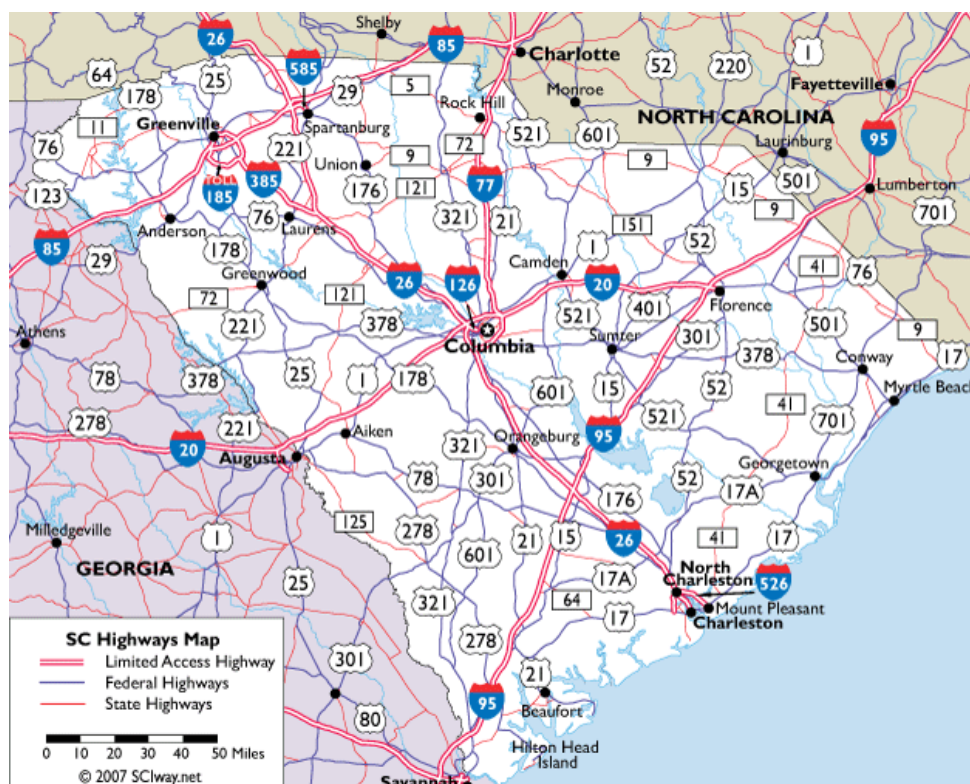 Shelby
26
85
Charlotte
1
64
25
585
52
220
178
29
5
Monroe
Fayetteville
Rock Hill
11
Greenville
Spartanburg
521
601
NORTH CAROLINA
95
76
221
Union
9
72
9
Laurinburg
176
121
77
15
501
Lumberton
123
TOLL
185
385
76
321
21
9
701
Anderson
Laurens
151
52
85
178
1
29
Greenwood
26
126
Camden
20
41
76
72
121
401
Florence
221
378
521
301
501
9
Athens
Columbia
Sumter
17
378
Conway
78
378
25
1
178
601
15
52
Myrtle Beach
278
221
521
41
701
20
Aiken
321
Orangeburg
95
Augusta
Georgetown
78
301
52
17A
176
Milledgeville
125
278
21
15
26
41
17
1
GEORGIA
601
North
Charleston
526
25
17A
321
64
Mount Pleasant
17
Charleston
278
SC Highways Map
Limited Access Highway
Federal Highways
State Highways
301
21
95
Beaufort
80
0 10 20 30 40 50 Miles
Hilton Head
Island
© 2007 SCIway.net
Savannah